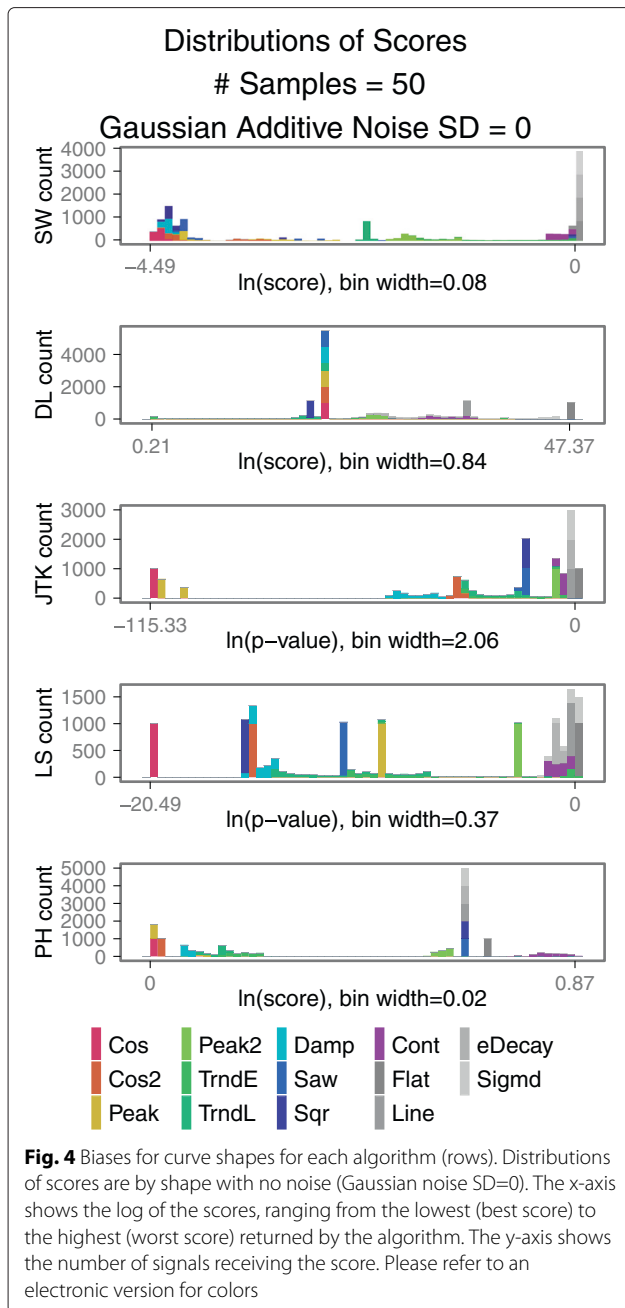 Distributions of Scores
# Samples = 50
Gaussian Additive Noise SD = 0
SW count
4000
3000
2000
1000
0
−4.49
0
ln(score), bin width=0.08
DL count
4000
2000
0
0.21
47.37
ln(score), bin width=0.84
JTK count
3000
2000
1000
0
−115.33
0
ln(p−value), bin width=2.06
LS count
1500
1000
500
0
−20.49
0
ln(p−value), bin width=0.37
PH count
5000
4000
3000
2000
1000
0
0
0.87
ln(score), bin width=0.02
Cos Peak2 Damp Cont eDecay
Cos2 TrndE Saw Flat Sigmd
Peak TrndL Sqr Line
Fig. 4 Biases for curve shapes for each algorithm (rows). Distributions
of scores are by shape with no noise (Gaussian noise SD=0). The x-axis
shows the log of the scores, ranging from the lowest (best score) to
the highest (worst score) returned by the algorithm. The y-axis shows
the number of signals receiving the score. Please refer to an
electronic version for colors